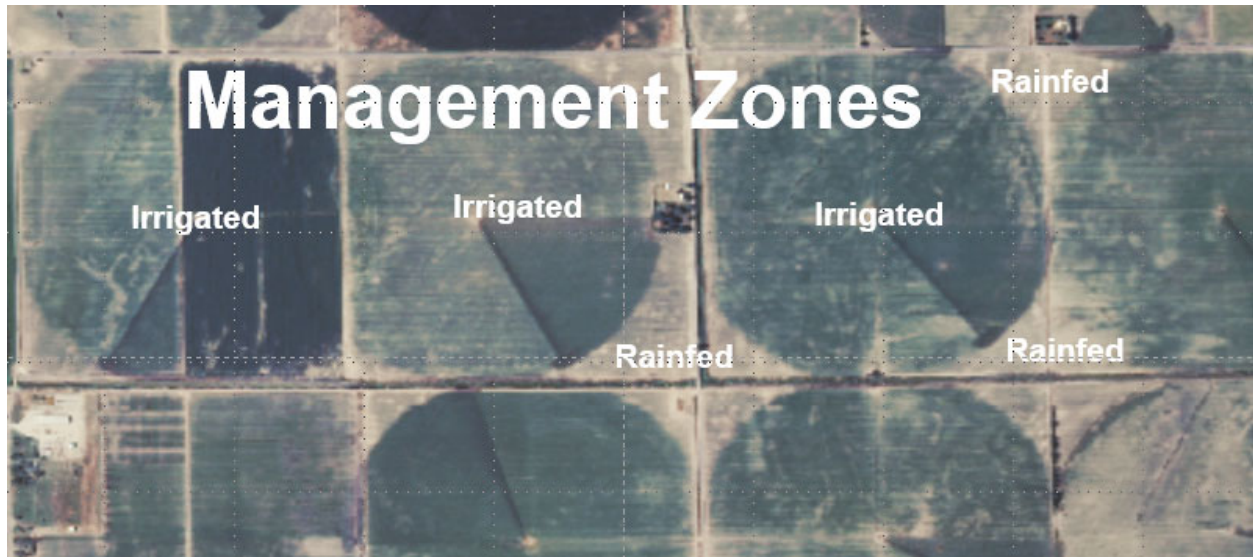 Management Zones
Rainfed
Irrigated
Irrigated
Irrigated
Rainfed
Rainfed